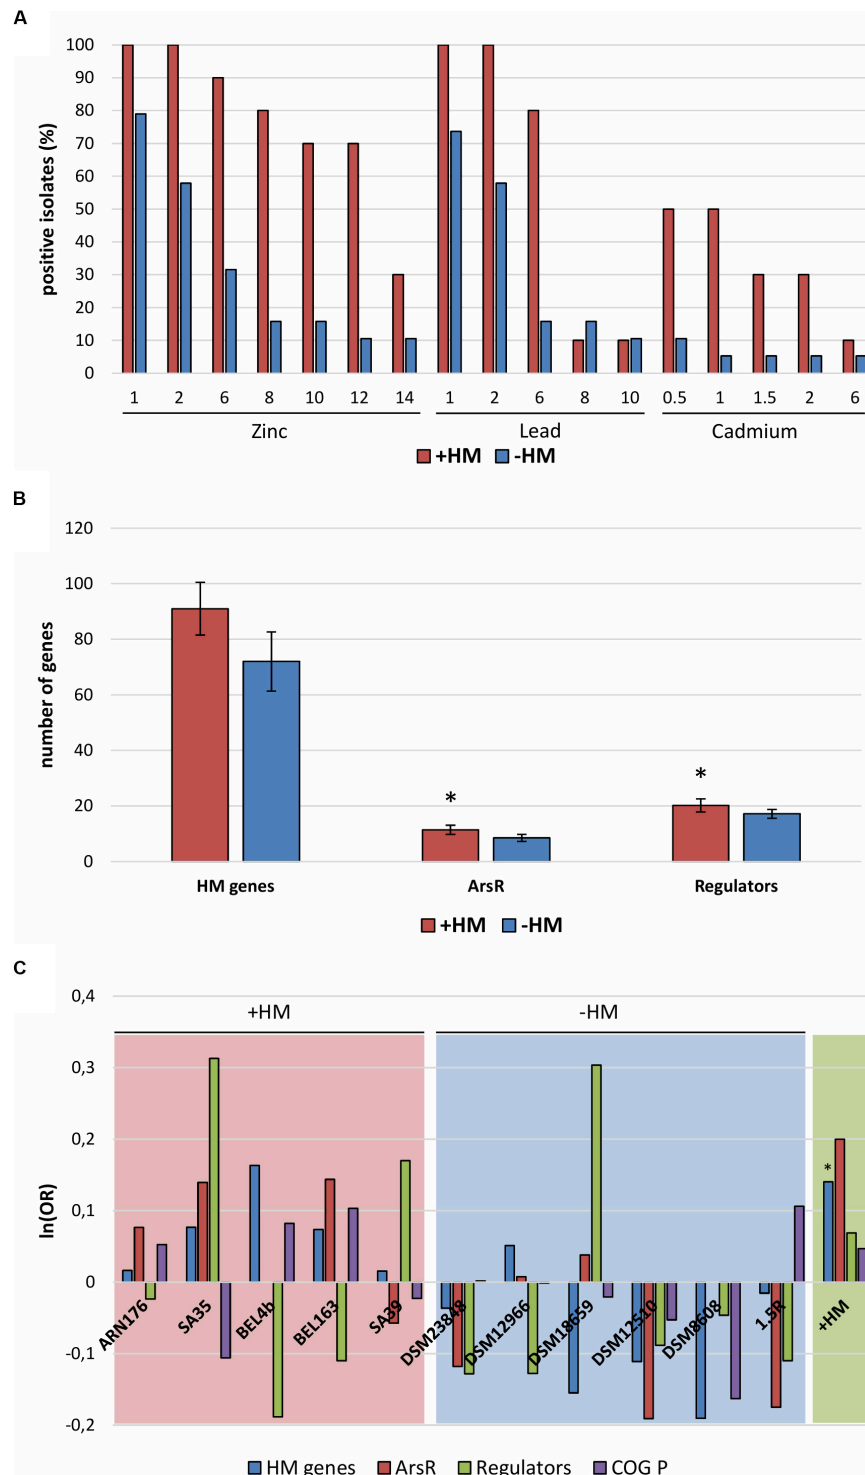 A
positive isolates (%)
100
90
80
70
60
50
40
30
20
10
0
1 2 6 8 10 12 14 1 2 6 8 10 0.5 1 1.5 2 6
Zinc Lead Cadmium
+HM -HM
B
number of genes
120
100
80
60
40
20
0
* *
HM genes ArsR Regulators
+HM -HM
C
ln(OR)
0,4
0,3
0,2
0,1
0
-0,1
-0,2
+HM -HM
*
ARN176 SA35 BEL4b BEL163 SA39 DSM23848 DSM12966 DSM18659 DSM12510 DSM8608 1.5R +HM
HM genes ArsR Regulators COG P